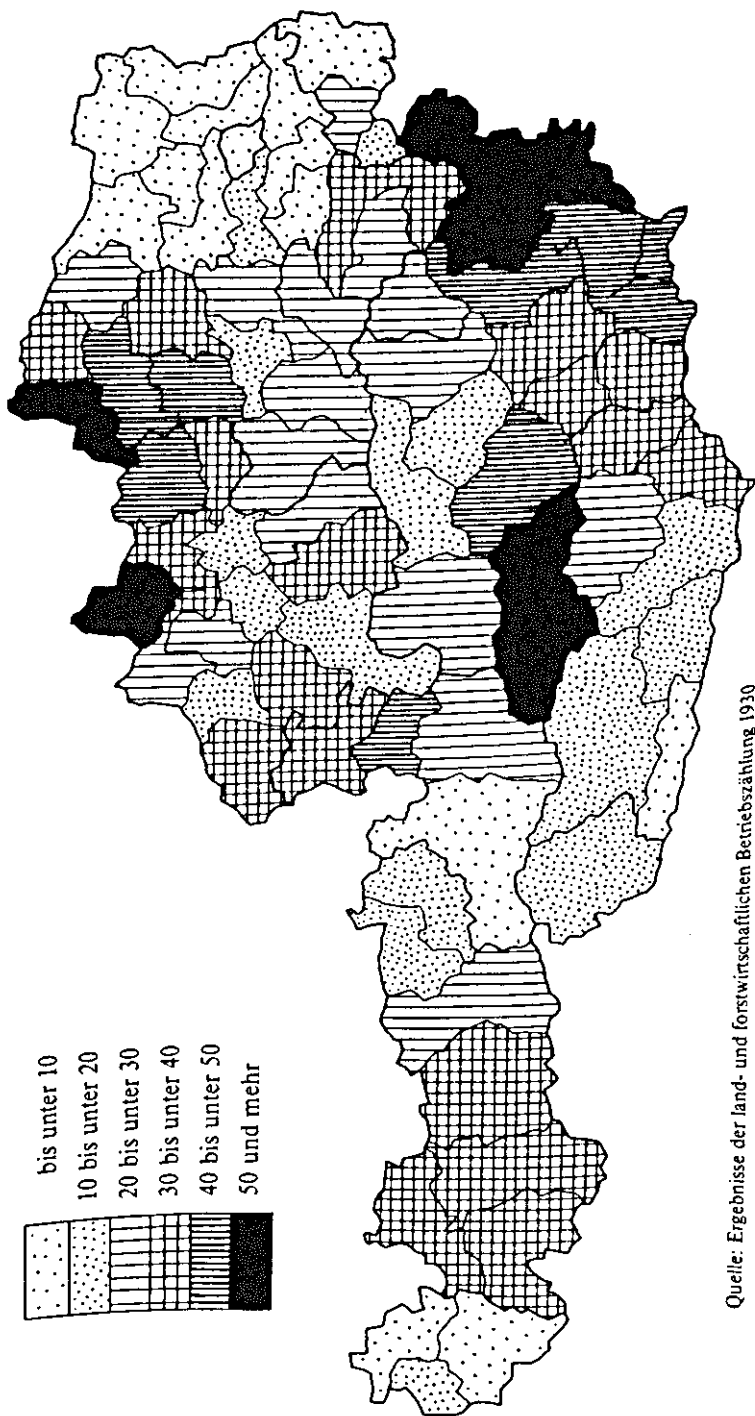 bis unter 10
10 bis unter 20
20 bis unter 30
30 bis unter 40
40 bis unter 50
50 und mehr
Quelle: Ergebnisse der land- und forstwirtschaftlichen Betriebszählung 1930